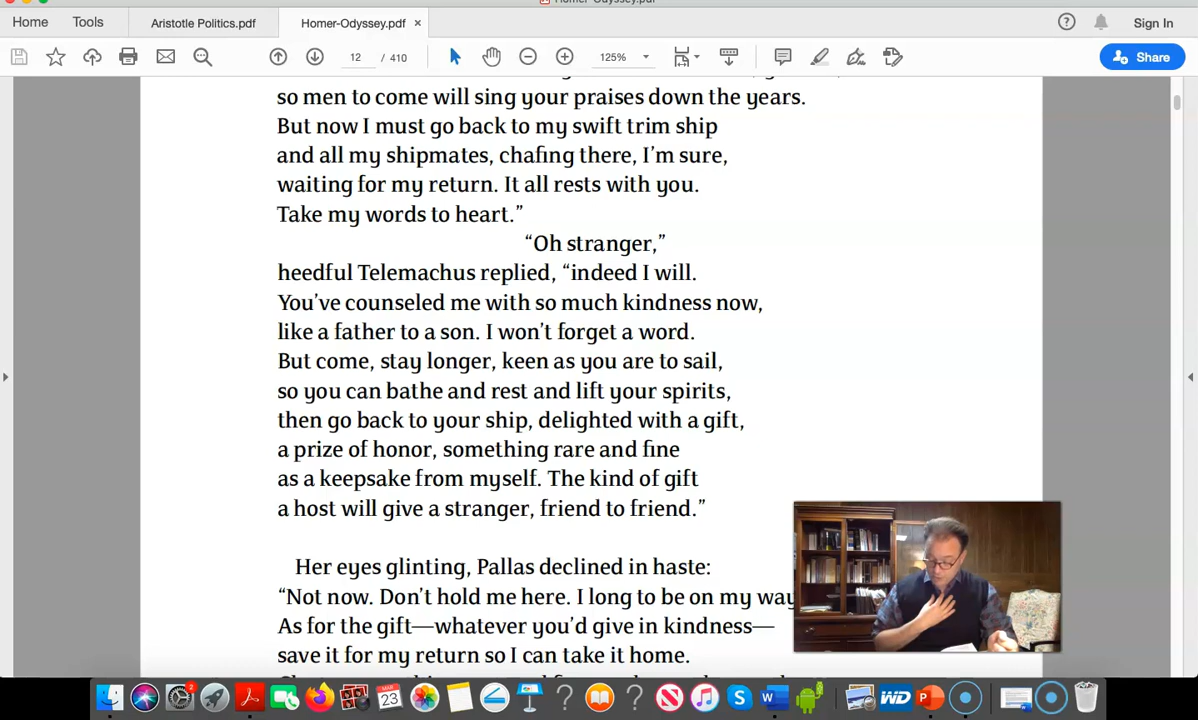 Homer-Odyssey.pdf
Home Tools Aristotle Politics.pdf Homer-Odyssey.pdf × Sign In
12 / 410 125% Share
so men to come will sing your praises down the years.
But now I must go back to my swift trim ship
and all my shipmates, chafing there, I’m sure,
waiting for my return. It all rests with you.
Take my words to heart.”
“Oh stranger,”
heedful Telemachus replied, “indeed I will.
You’ve counseled me with so much kindness now,
like a father to a son. I won’t forget a word.
But come, stay longer, keen as you are to sail,
so you can bathe and rest and lift your spirits,
then go back to your ship, delighted with a gift,
a prize of honor, something rare and fine
as a keepsake from myself. The kind of gift
a host will give a stranger, friend to friend.”
Her eyes glinting, Pallas declined in haste:
“Not now. Don’t hold me here. I long to be on my way
As for the gift—whatever you’d give in kindness—
save it for my return so I can take it home.
2 MAR 23 N S W WD P